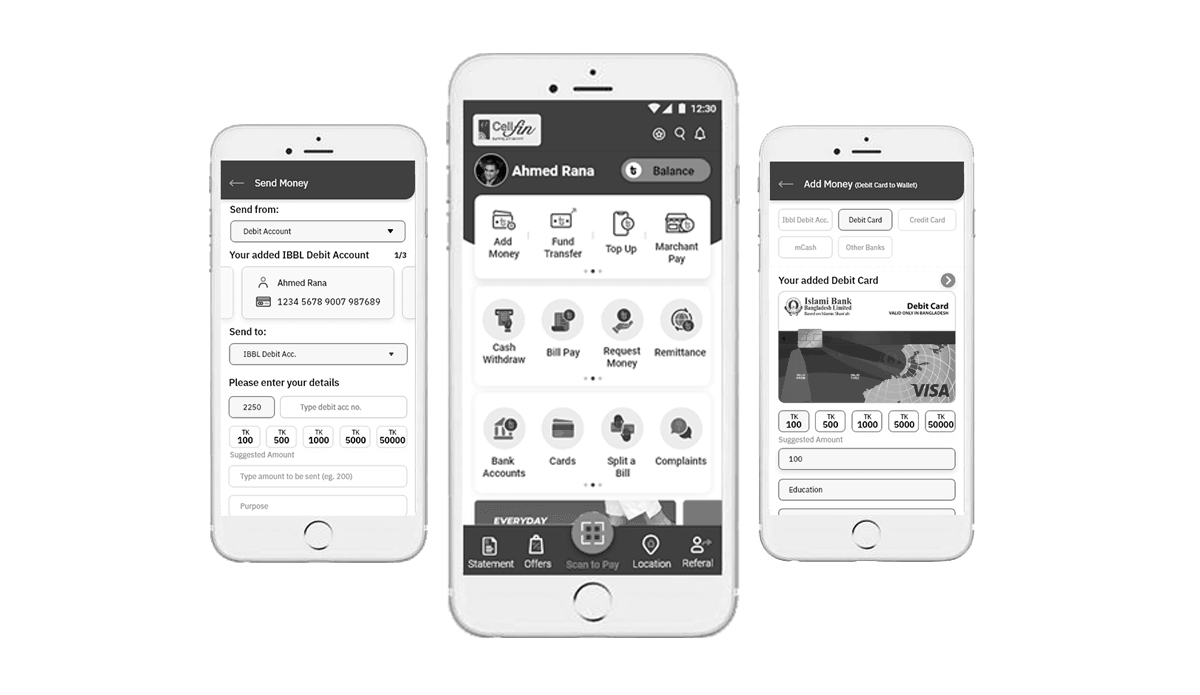 Send Money
Send from:
Debit Account
Your added IBBL Debit Account 1/3
Ahmed Rana
1234 5678 9007 987689
Send to:
IBBL Debit Acc.
Please enter your details
2250 Type debit acc no.
TK TK TK TK TK
100 500 1000 5000 50000
Suggested Amount
Type amount to be sent (eg. 200)
Purpose
12:30
Cellfin
Ahmed Rana Balance
Add Money
Fund Transfer
Top Up
Marchant Pay
Cash Withdraw
Bill Pay
Request Money
Remittance
Bank Accounts
Cards
Split a Bill
Complaints
EVERYDAY
Statement Offers Scan to Pay Location Referal
Add Money (Debit Card to Wallet)
Ibbl Debit Acc. Debit Card Credit Card
mCash Other Banks
Your added Debit Card
Islami Bank
Bangladesh Limited
Based on Islamic Shari'ah
Debit Card
VALID ONLY IN BANGLADESH
VISA
TK TK TK TK TK
100 500 1000 5000 50000
Suggested Amount
100
Education